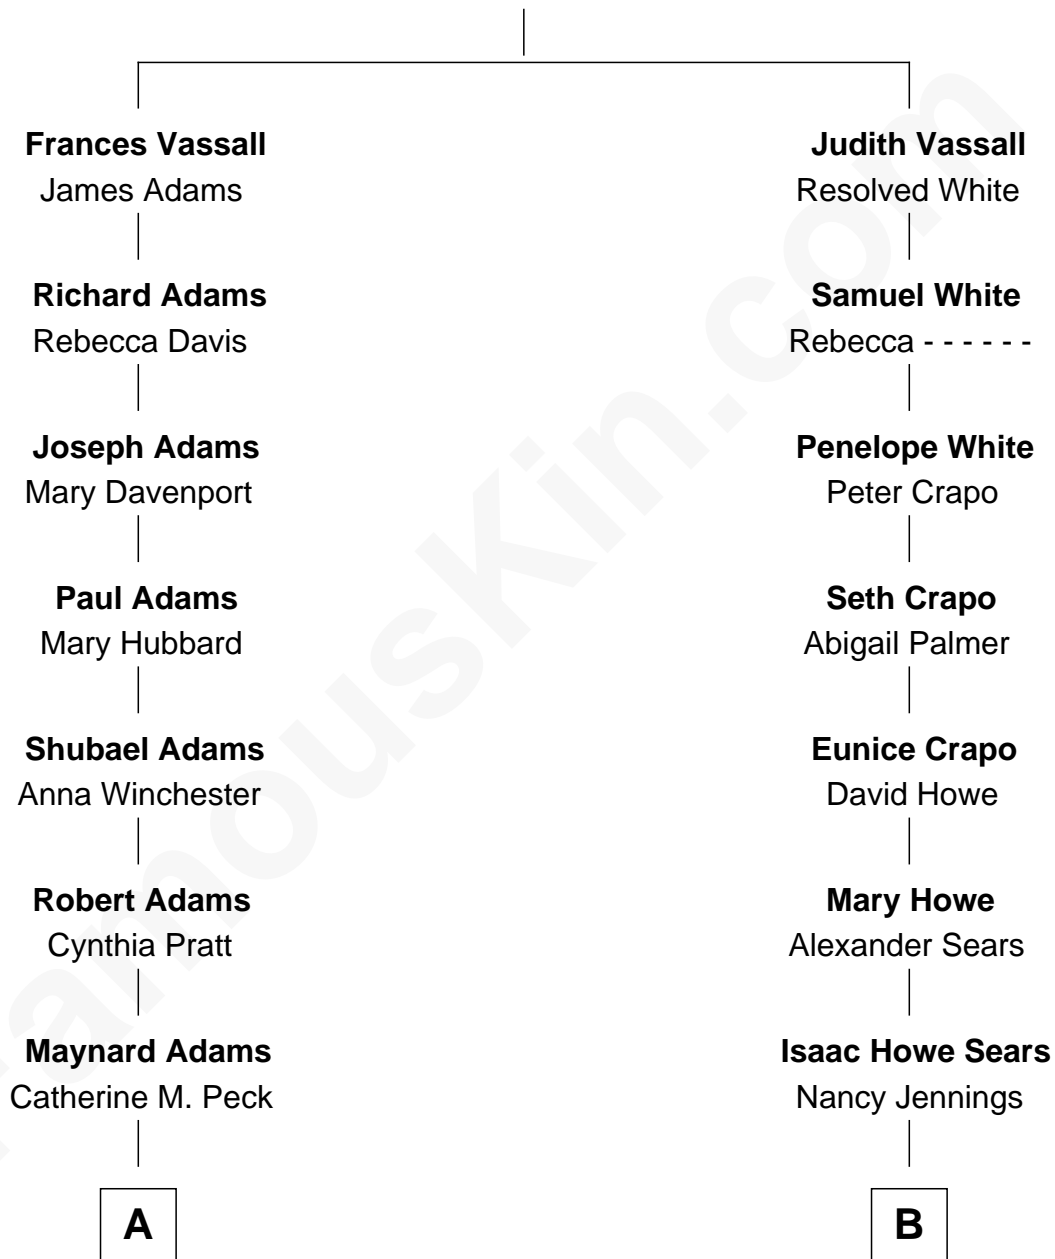 Frances Vassall
James Adams
Richard Adams
Rebecca Davis
Joseph Adams
Mary Davenport
Paul Adams
Mary Hubbard
Shubael Adams
Anna Winchester
Robert Adams
Cynthia Pratt
Maynard Adams
Catherine M. Peck
A
Judith Vassall
Resolved White
Samuel White
Rebecca - - - - - -
Penelope White
Peter Crapo
Seth Crapo
Abigail Palmer
Eunice Crapo
David Howe
Mary Howe
Alexander Sears
Isaac Howe Sears
Nancy Jennings
B
FamousKin.com